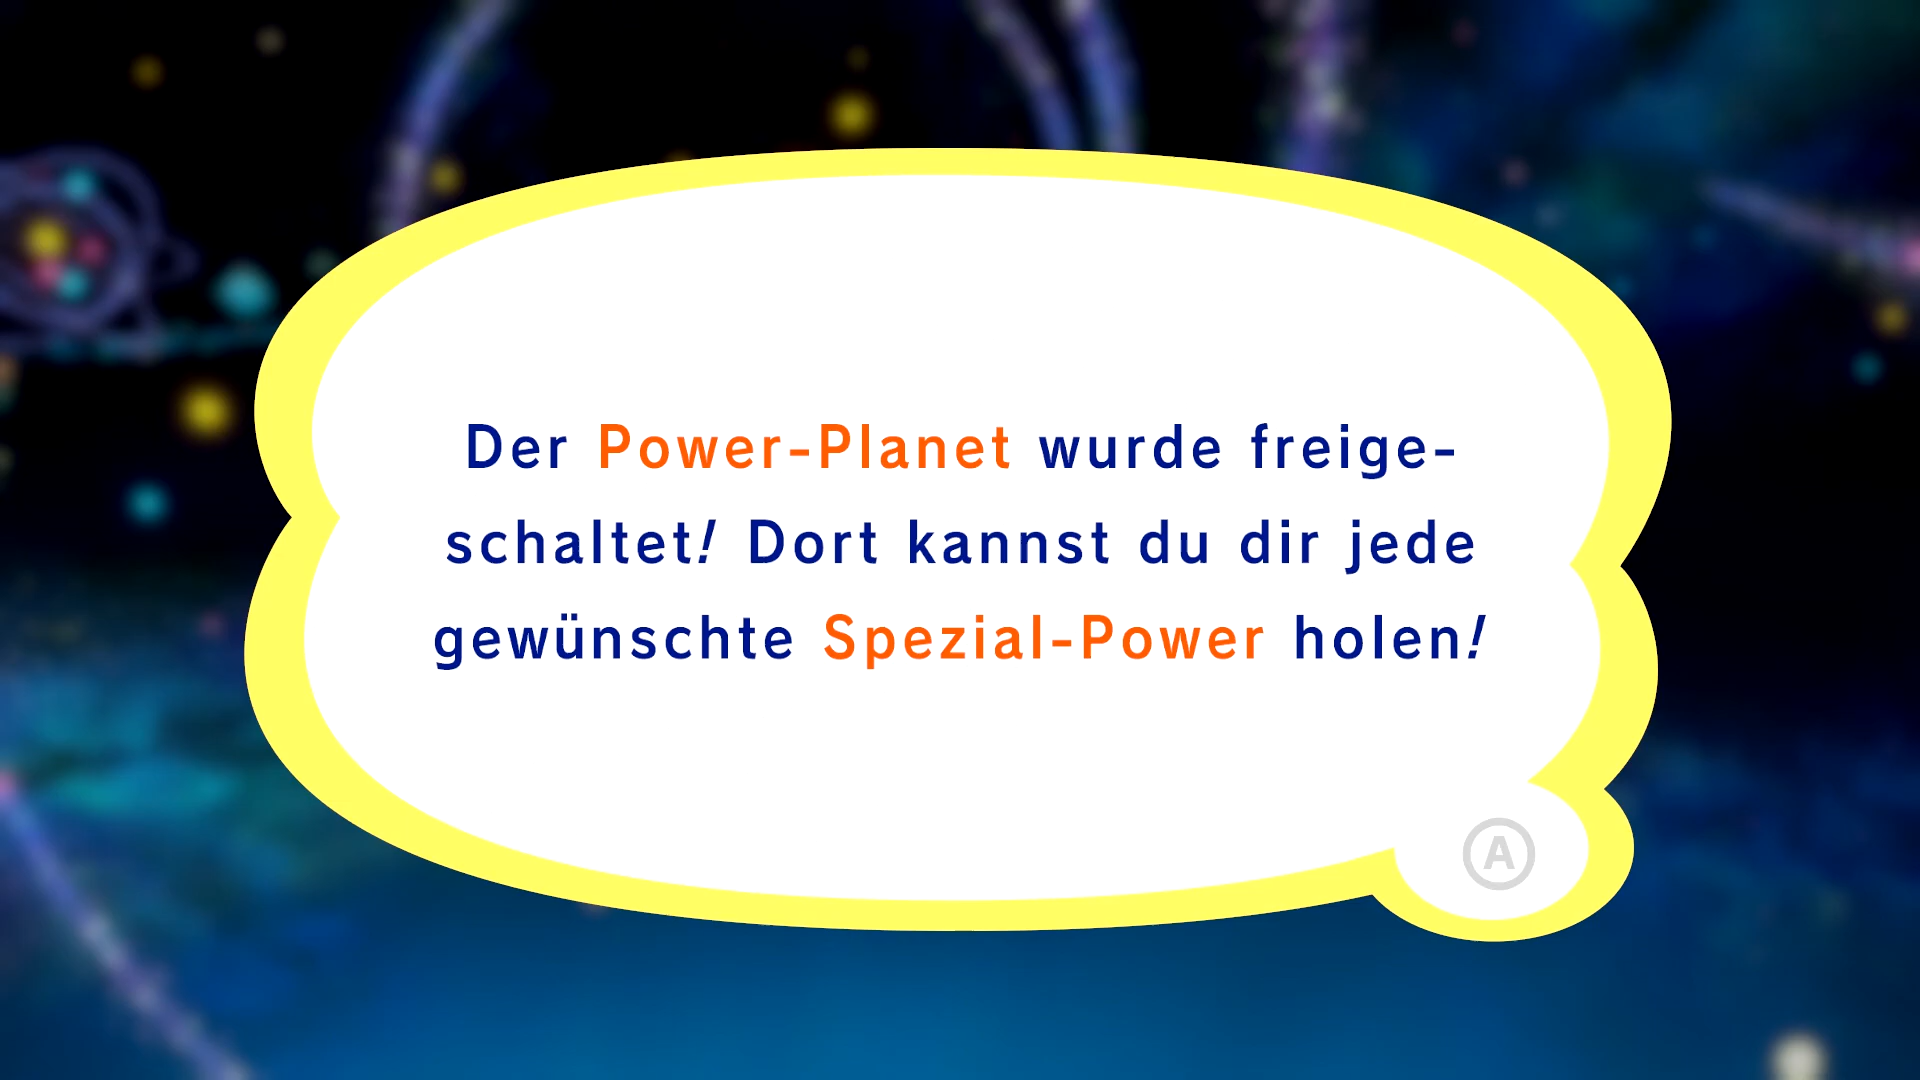 Der Power-Planet wurde freige-
schaltet! Dort kannst du dir jede
gewünschte Spezial-Power holen!
A